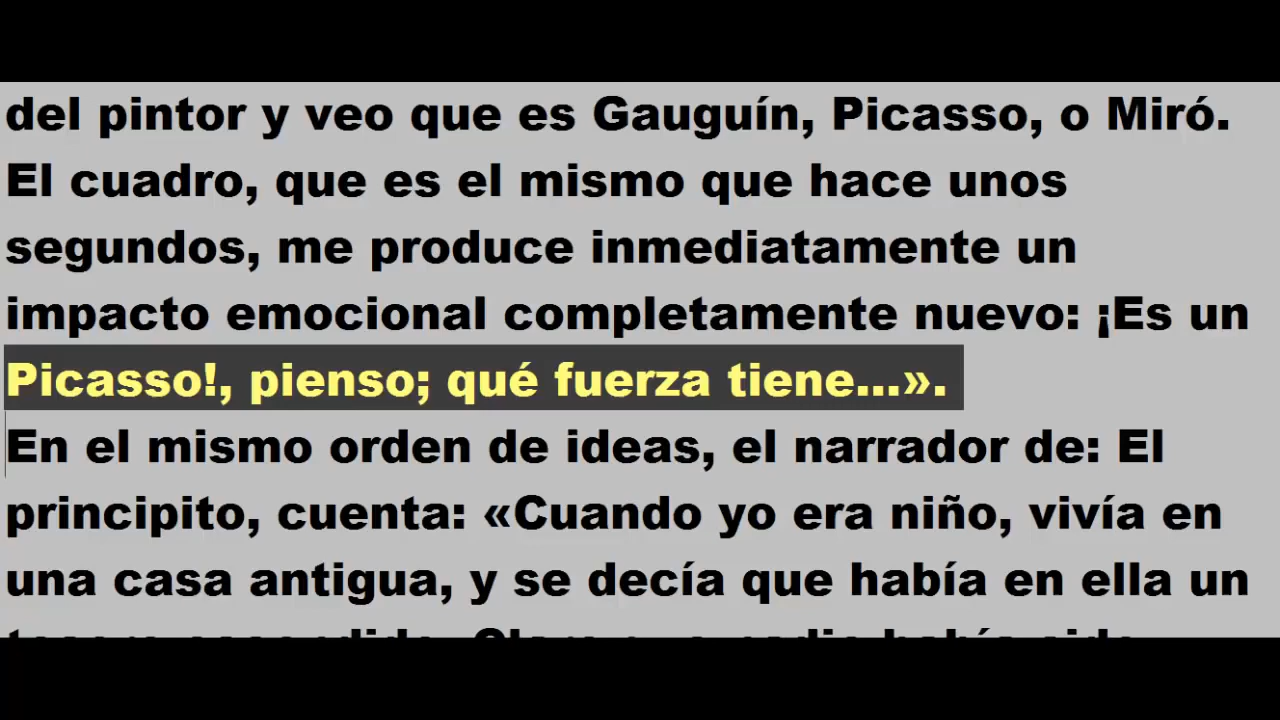 del pintor y veo que es Gauguín, Picasso, o Miró.
El cuadro, que es el mismo que hace unos
segundos, me produce inmediatamente un
impacto emocional completamente nuevo: ¡Es un
Picasso!, pienso; qué fuerza tiene...».
En el mismo orden de ideas, el narrador de: El
principito, cuenta: «Cuando yo era niño, vivía en
una casa antigua, y se decía que había en ella un